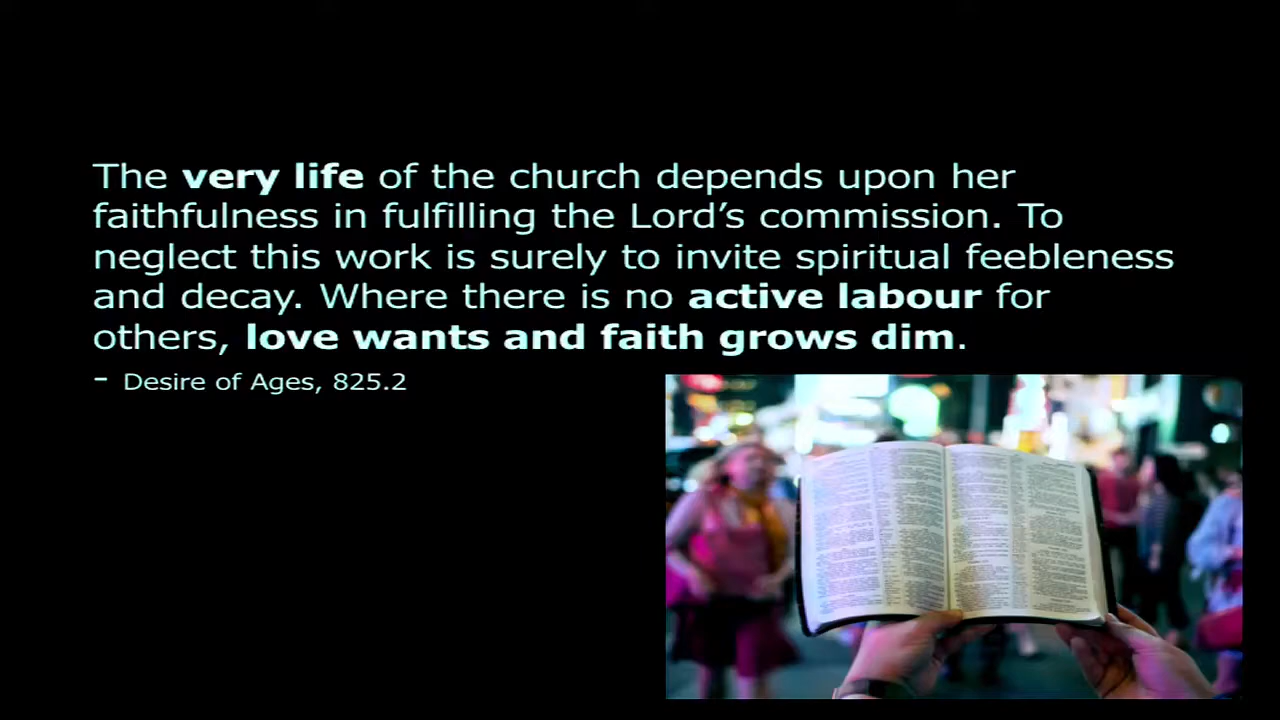 The very life of the church depends upon her
faithfulness in fulfilling the Lord’s commission. To
neglect this work is surely to invite spiritual feebleness
and decay. Where there is no active labour for
others, love wants and faith grows dim.
- Desire of Ages, 825.2